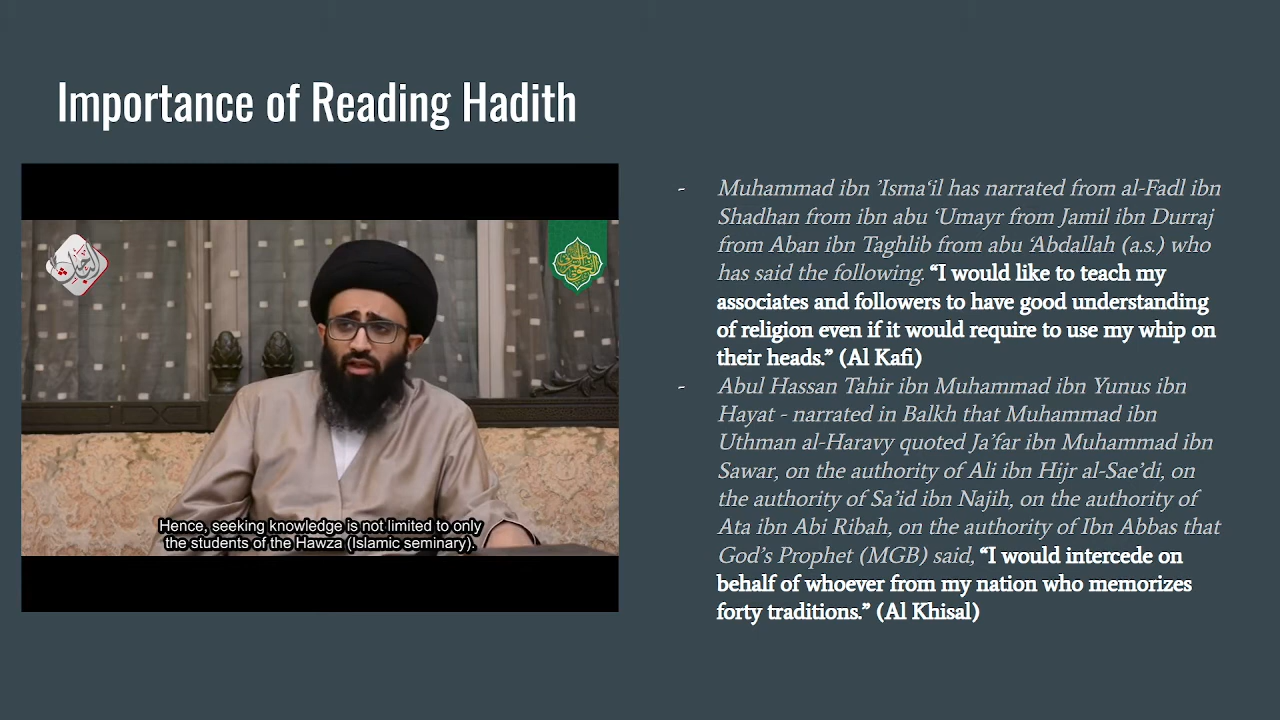 Importance of Reading Hadith
Hence, seeking knowledge is not limited to only
the students of the Hawza (Islamic seminary).
- Muhammad ibn ’Isma‘il has narrated from al-Fadl ibn
Shadhan from ibn abu ‘Umayr from Jamil ibn Durraj
from Aban ibn Taghlib from abu ‘Abdallah (a.s.) who
has said the following. “I would like to teach my
associates and followers to have good understanding
of religion even if it would require to use my whip on
their heads.” (Al Kafi)
- Abul Hassan Tahir ibn Muhammad ibn Yunus ibn
Hayat - narrated in Balkh that Muhammad ibn
Uthman al-Haravy quoted Ja’far ibn Muhammad ibn
Sawar, on the authority of Ali ibn Hijr al-Sae’di, on
the authority of Sa’id ibn Najih, on the authority of
Ata ibn Abi Ribah, on the authority of Ibn Abbas that
God’s Prophet (MGB) said, “I would intercede on
behalf of whoever from my nation who memorizes
forty traditions.” (Al Khisal)